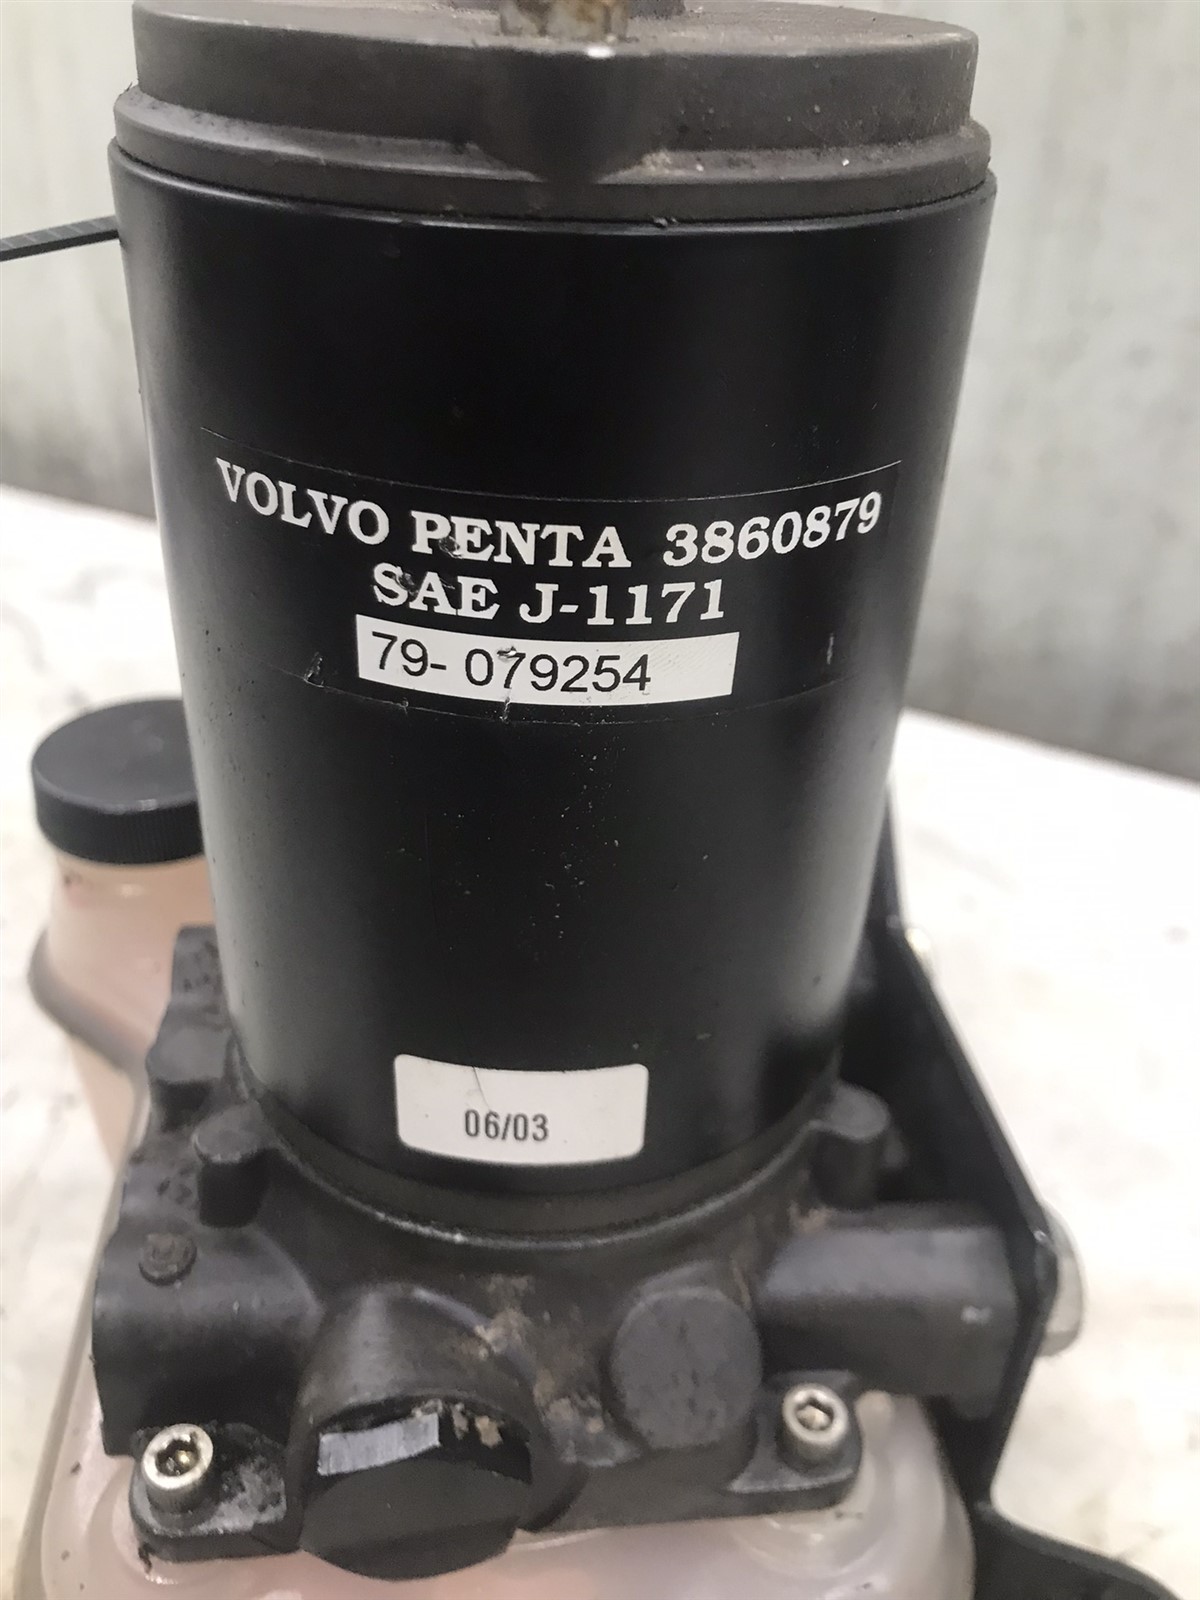 VOLVO PENTA 3860879
SAE J-1171
79- 079254
06/03